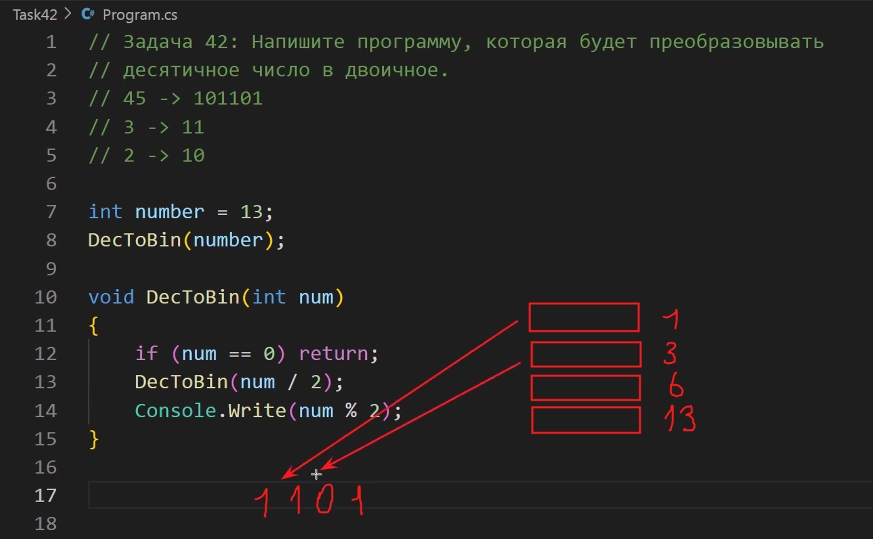 Task42 > C# Program.cs
1 // Задача 42: Напишите программу, которая будет преобразовывать
2 // десятичное число в двоичное.
3 // 45 -> 101101
4 // 3 -> 11
5 // 2 -> 10
6
7 int number = 13;
8 DecToBin(number);
9
10 void DecToBin(int num)
11 {
12 if (num == 0) return;
13 DecToBin(num / 2);
14 Console.Write(num % 2);
15 }
16
17
18
1
3
6
13
1 1 0 1